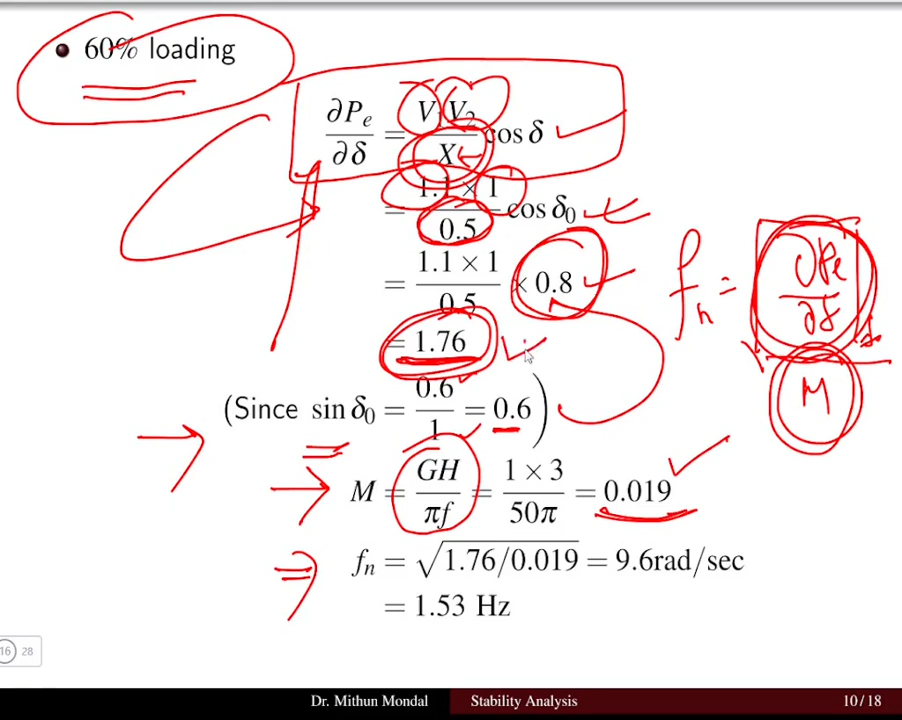 60% loading
∂Pe/∂δ = V1V2/X cos δ
= 1.1 × 1/0.5 cos δ0
= 1.1 × 1/0.5 × 0.8
= 1.76
(Since sin δ0 = 0.6/1 = 0.6)
M = GH/πf = 1 × 3/50π = 0.019
fn = √1.76/0.019 = 9.6rad/sec
= 1.53 Hz
fn = ∂Pe/∂δ
M
16 28
Dr. Mithun Mondal Stability Analysis 10 / 18